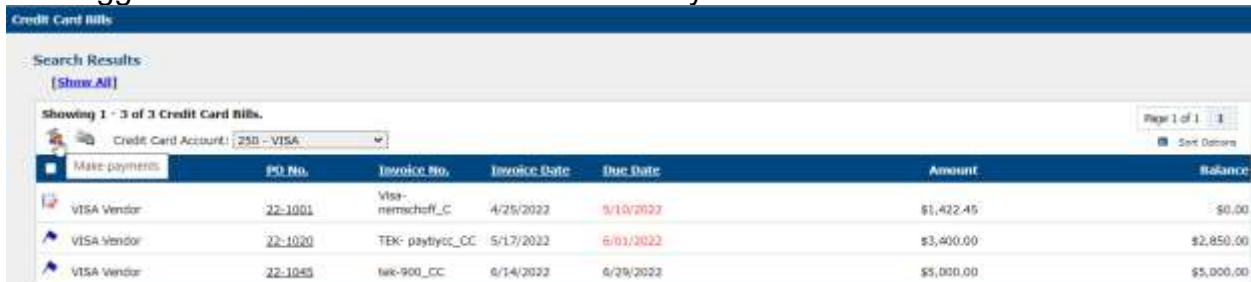 Credit Card Bills
Search Results
[Show All]
Showing 1 - 3 of 3 Credit Card Bills.
Page 1 of 1 1
Credit Card Account: 250 - VISA
Sort Options
Make payments PO No. Invoice No. Invoice Date Due Date Amount Balance
VISA Vendor 22-1001 Visa-nemschoff_C 4/25/2022 5/10/2022 $1,422.45 $0.00
VISA Vendor 22-1020 TEK- paybycc_CC 5/17/2022 6/01/2022 $3,400.00 $2,850.00
VISA Vendor 22-1045 tek-900_CC 6/14/2022 6/29/2022 $5,000.00 $5,000.00